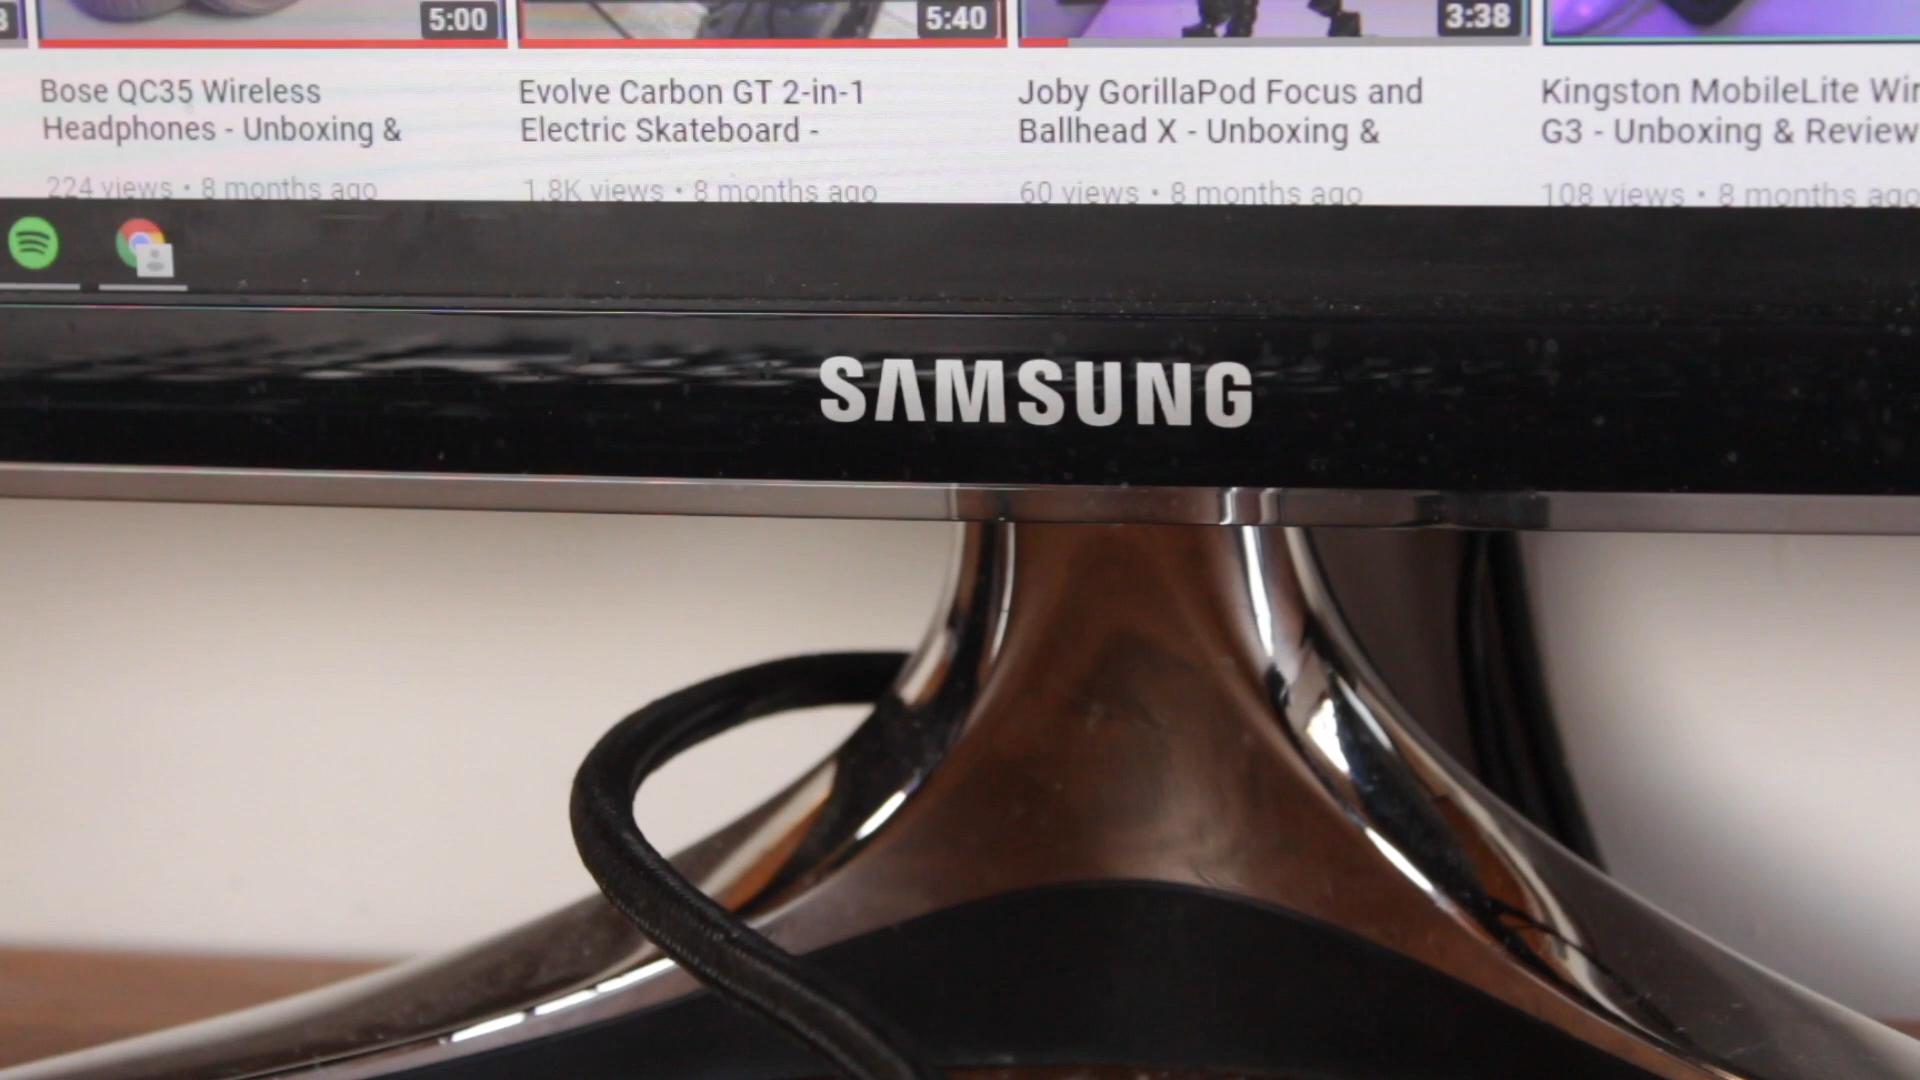 5:00
5:40
3:38
Bose QC35 Wireless
Headphones - Unboxing &
224 views • 8 months ago
Evolve Carbon GT 2-in-1
Electric Skateboard -
1.8K views • 8 months ago
Joby GorillaPod Focus and
Ballhead X - Unboxing &
60 views • 8 months ago
Kingston MobileLite
G3 - Unboxing & Review
108 views • 8 months ago
SAMSUNG